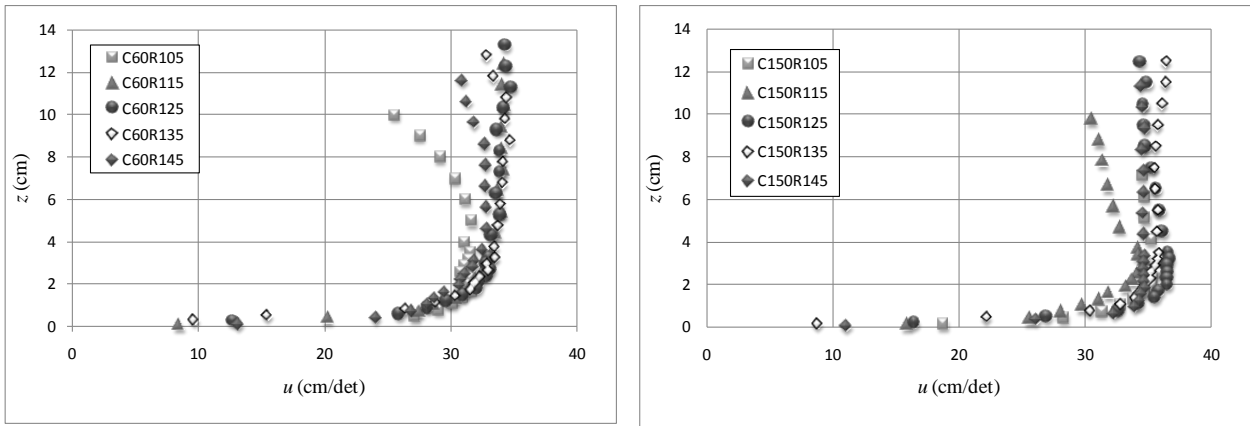 14
12
10
8
6
4
2
0
z (cm)
C60R105
C60R115
C60R125
C60R135
C60R145
0 10 20 30 40
u (cm/det)
14
12
10
8
6
4
2
0
z (cm)
C150R105
C150R115
C150R125
C150R135
C150R145
0 10 20 30 40
u (cm/det)